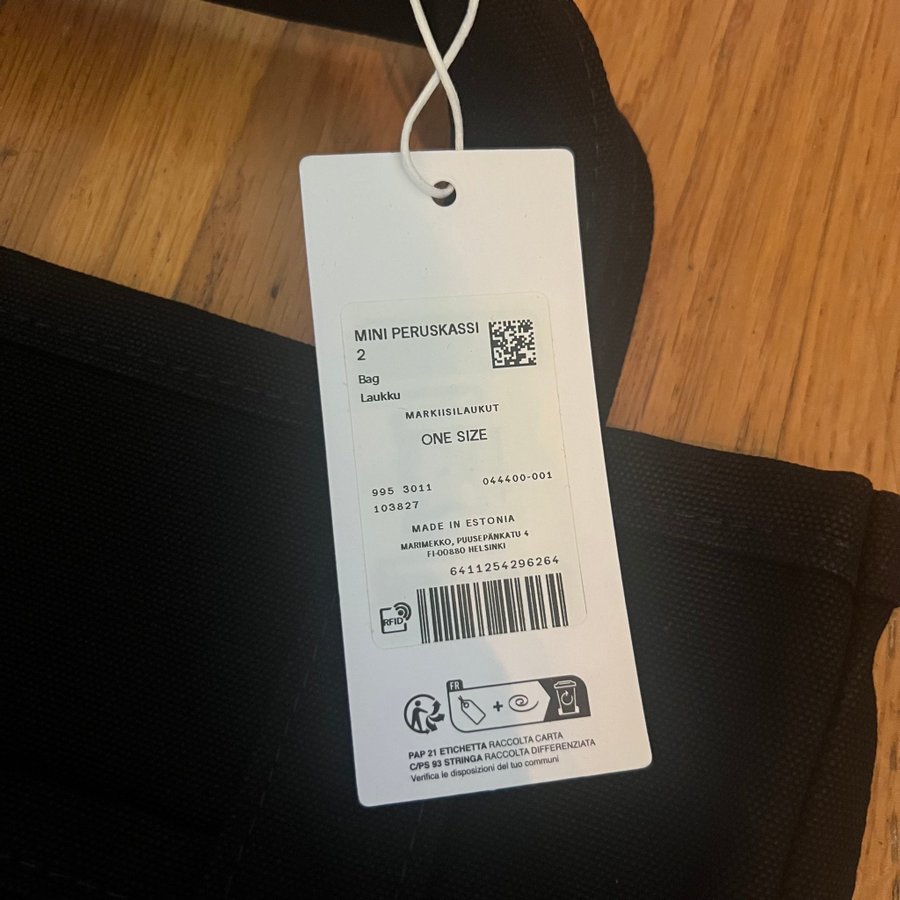 MINI PERUSKASSI
2
Bag
Laukku
MARKIISILAUKUT
ONE SIZE
995 3011 044400-001
103827
MADE IN ESTONIA
MARIMEKKO, PUUSEPÄNKATU 4
FI-00880 HELSINKI
6411254296264
RFID
FR
PAP 21 ETICHETTA RACCOLTA CARTA
C/PS 93 STRINGA RACCOLTA DIFFERENZIATA
Verifica le disposizioni del tuo comuni